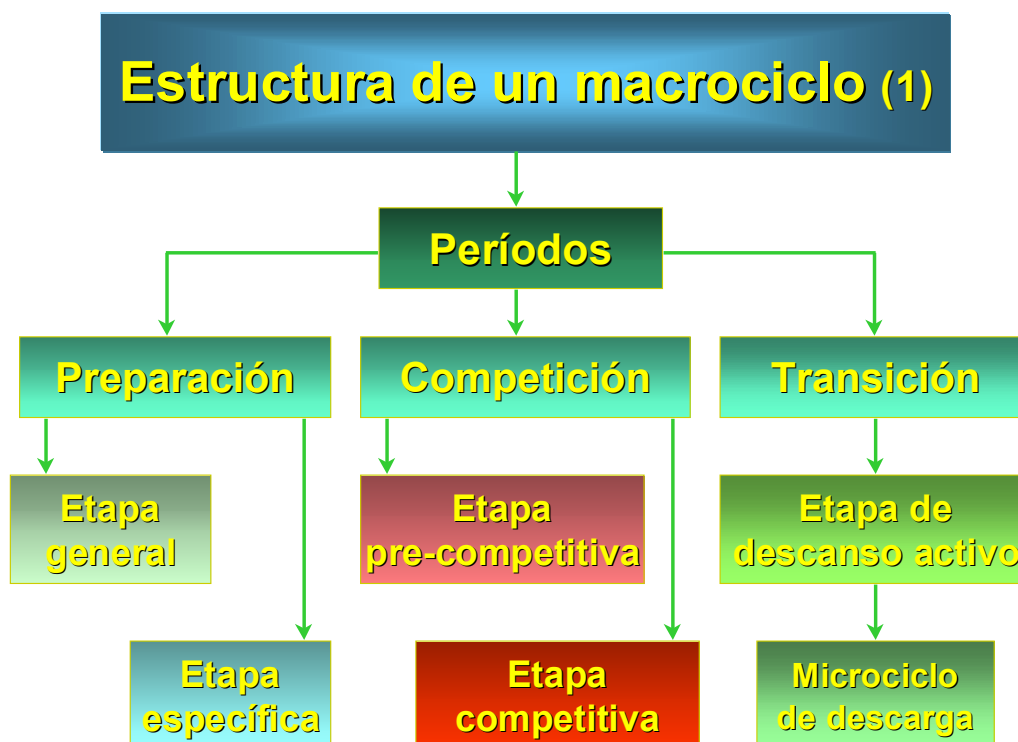 Estructura de un macrociclo (1)
Períodos
Preparación
Competición
Transición
Etapa
general
Etapa
pre-competitiva
Etapa de
descanso activo
Etapa
específica
Etapa
competitiva
Microciclo
de descarga